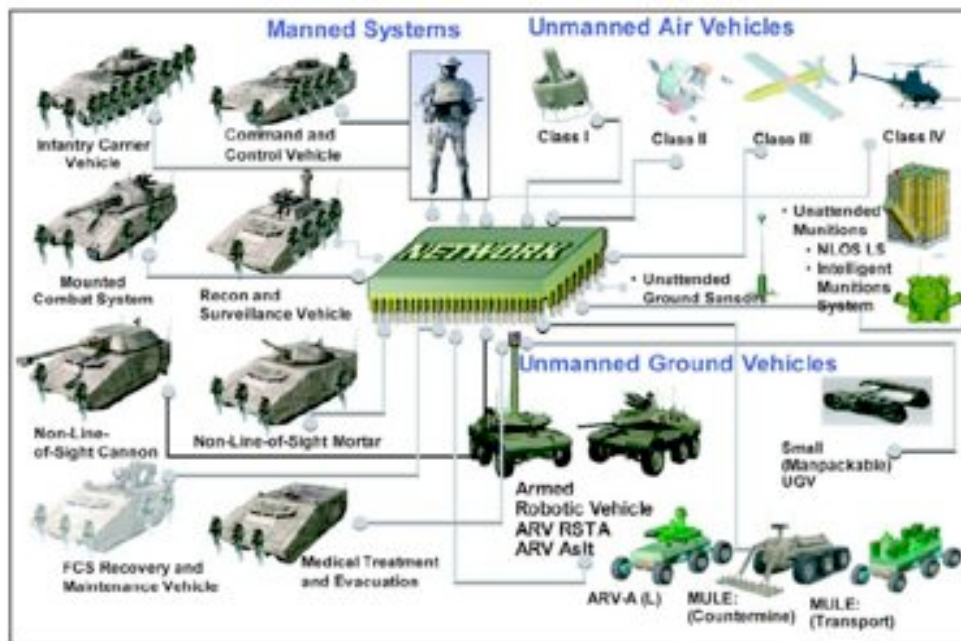 Manned Systems
Unmanned Air Vehicles
Infantry Carrier
Vehicle
Command and
Control Vehicle
Class I
Class II
Class III
Class IV
Mounted
Combat System
Recon and
Surveillance Vehicle
NETWORK
• Unattended
Ground Sensors
• Unattended
Munitions
• NLOS LS
• Intelligent
Munitions
System
Unmanned Ground Vehicles
Non-Line-
of-Sight Cannon
Non-Line-of-Sight Mortar
Small
(Manpackable)
UGV
Armed
Robotic Vehicle
ARV RSTA
ARV Aslt
FCS Recovery and
Maintenance Vehicle
Medical Treatment
and Evacuation
ARV-A (L)
MULE:
(Countermine)
MULE:
(Transport)